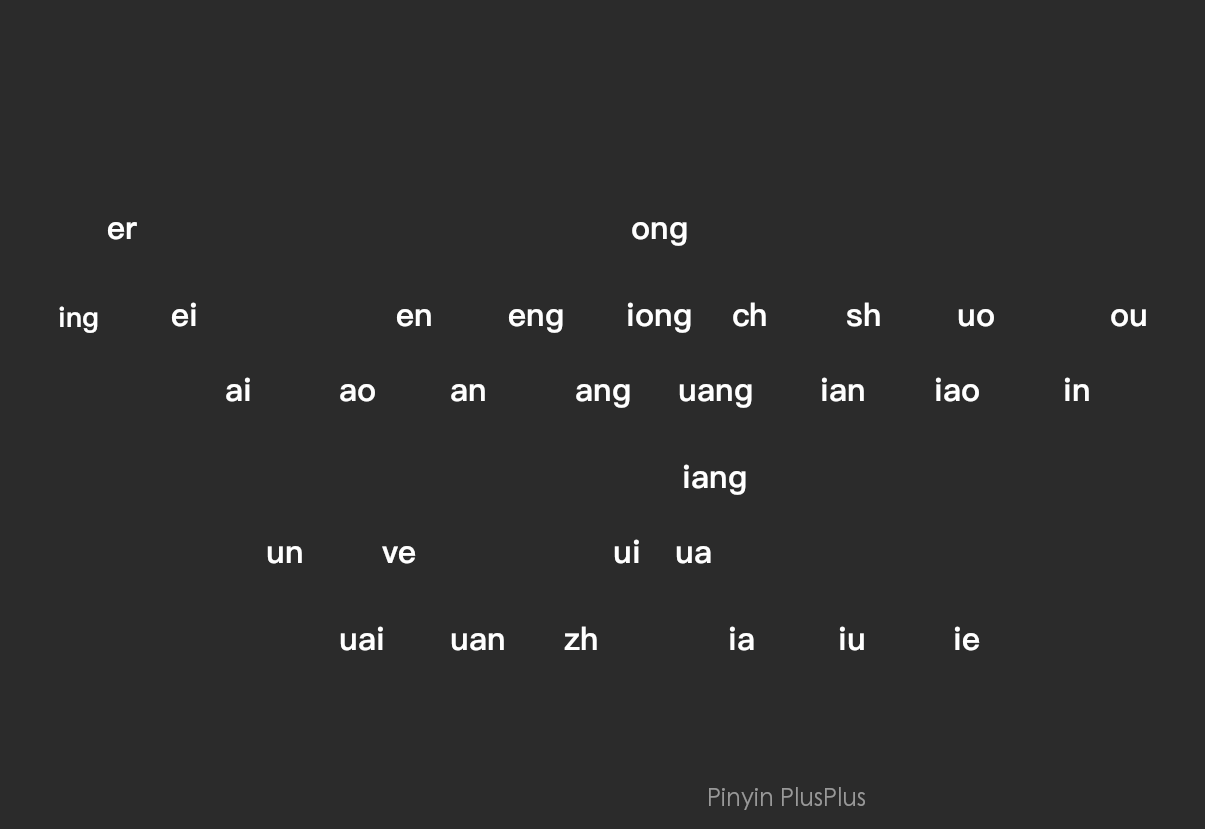 er ong
ing ei en eng iong ch sh uo ou
ai ao an ang uang ian iao in
iang
un ve ui ua
uai uan zh ia iu ie
Pinyin PlusPlus